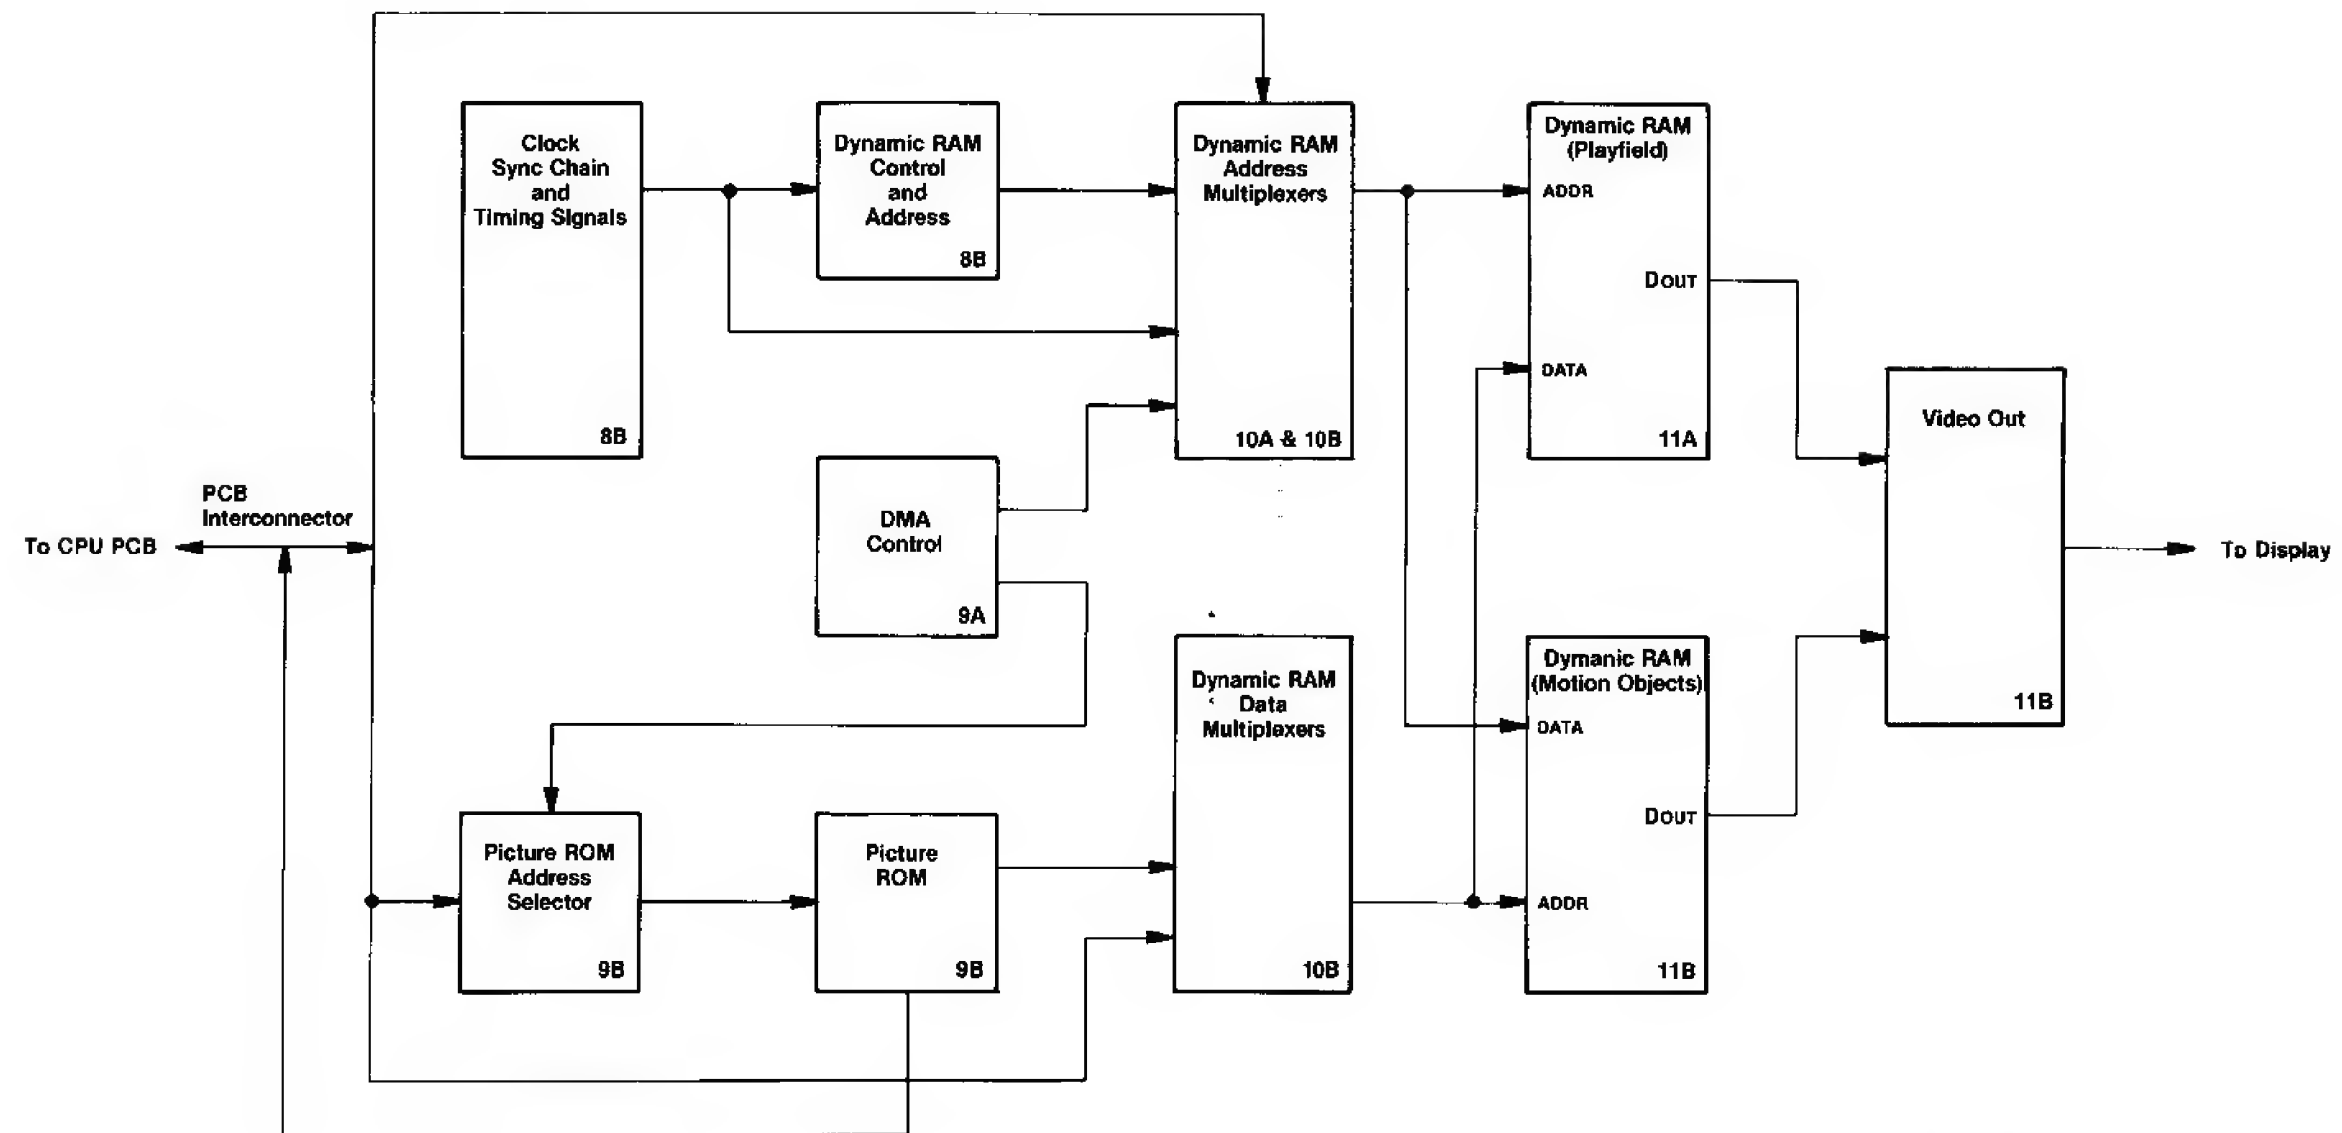 Clock
Sync Chain
and
Timing Signals
8B
Dynamic RAM
Control
and
Address
8B
Dynamic RAM
Address
Multiplexers
10A & 10B
Dynamic RAM
(Playfield)
ADDR
DOUT
DATA
11A
Video Out
11B
PCB
Interconnector
To CPU PCB
DMA
Control
9A
To Display
Dynamic RAM
Data
Multiplexers
10B
Dymanic RAM
(Motion Objects)
DATA
DOUT
ADDR
11B
Picture ROM
Address
Selector
9B
Picture
ROM
9B